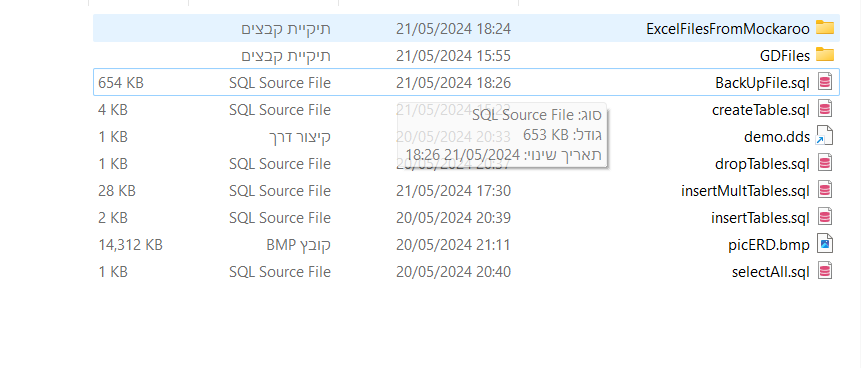 ExcelFilesFromMockaroo 21/05/2024 18:24 תיקיית קבצים
GDFiles 21/05/2024 15:55 תיקיית קבצים
BackUpFile.sql 21/05/2024 18:26 SQL Source File 654 KB
createTable.sql 21/05/2024 15:22 SQL Source File 4 KB
סוג: SQL Source File
גודל: 653 KB
תאריך שינוי: 21/05/2024 18:26
demo.dds 20/05/2024 20:33 קיצור דרך 1 KB
dropTables.sql 20/05/2024 20:37 SQL Source File 1 KB
insertMultTables.sql 21/05/2024 17:30 SQL Source File 28 KB
insertTables.sql 20/05/2024 20:39 SQL Source File 2 KB
picERD.bmp 20/05/2024 21:11 קובץ BMP 14,312 KB
selectAll.sql 20/05/2024 20:40 SQL Source File 1 KB